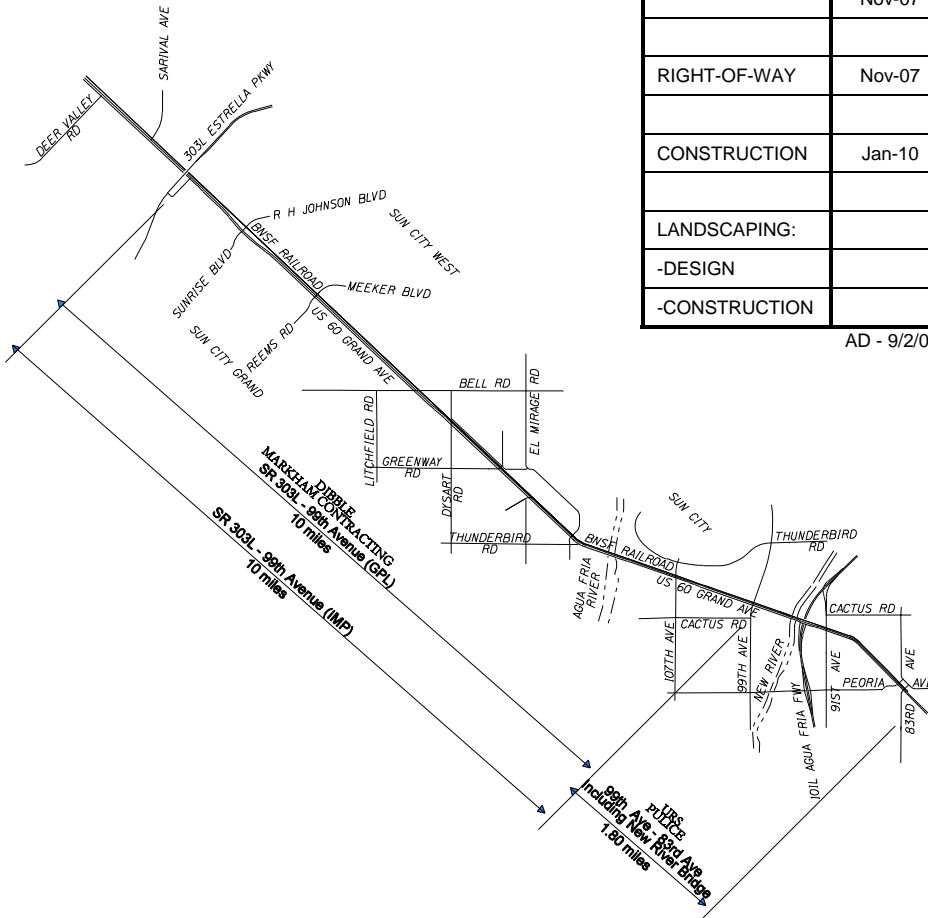 Nov-07
RIGHT-OF-WAY Nov-07
CONSTRUCTION Jan-10
LANDSCAPING:
-DESIGN
-CONSTRUCTION
AD - 9/2/0
SARIVAL AVE
DEER VALLEY
RD
303L ESTRELLA PKWY
R H JOHNSON BLVD
SUN CITY WEST
BNSF RAILROAD
SUNRISE BLVD
MEEKER BLVD
REEMS RD
US 60 GRAND AVE
SUN CITY GRAND
BELL RD
EL MIRAGE RD
LITCHFIELD RD
GREENWAY
RD
DYSART
RD
THUNDERBIRD
RD
SUN CITY
THUNDERBIRD
RD
BNSF RAILROAD
US 60 GRAND AVE
AGUA FRIA
RIVER
CACTUS RD
CACTUS RD
107TH AVE
99TH AVE
NEW RIVER
101L AGUA FRIA FWY
91ST AVE
PEORIA AVE
83RD AVE
DIBBLE
MARKHAM CONTRACTING
SR 303L - 99th Avenue (GPL)
10 miles
SR 303L - 99th Avenue (IMP)
10 miles
URS
PULICE
99th Ave - 83rd Ave
Including New River Bridge
1.80 miles